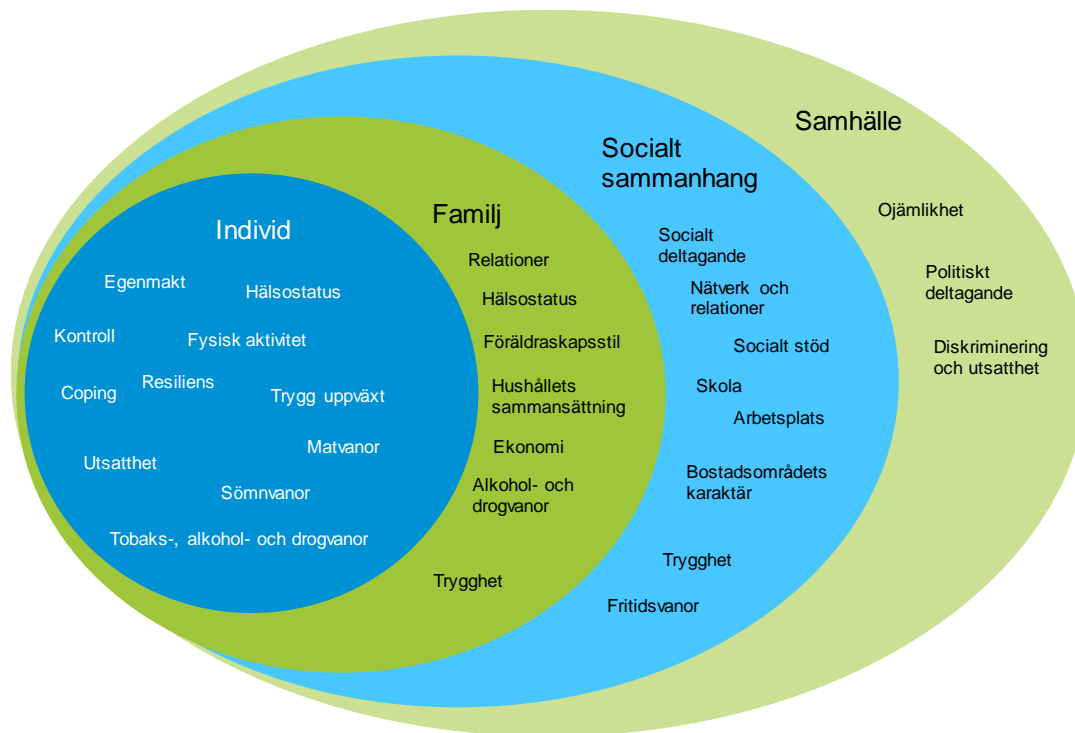 Individ
Egenmakt
Hälsostatus
Kontroll
Fysisk aktivitet
Resiliens
Coping
Trygg uppväxt
Matvanor
Utsatthet
Sömnvanor
Tobaks-, alkohol- och drogvanor
Familj
Relationer
Hälsostatus
Föräldraskapsstil
Hushållets
sammansättning
Ekonomi
Alkohol- och
drogvanor
Trygghet
Socialt
sammanhang
Socialt
deltagande
Nätverk och
relationer
Socialt stöd
Skola
Arbetsplats
Bostadsområdets
karaktär
Trygghet
Fritidsvanor
Samhälle
Ojämlikhet
Politiskt
deltagande
Diskriminering
och utsatthet